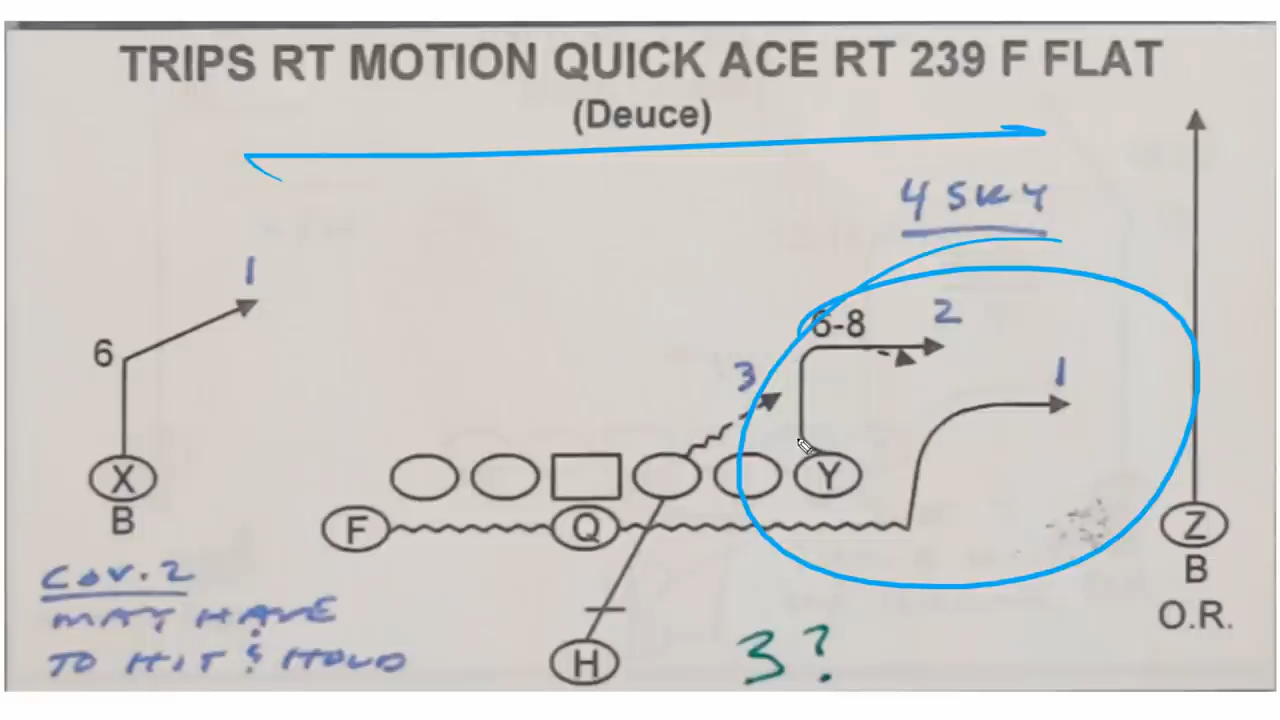 TRIPS RT MOTION QUICK ACE RT 239 F FLAT
(Deuce)
4 SKY
1
6-8
2
6
3
1
X
Y
B
F
Q
Z
B
O.R.
COV. 2
MAY HAVE
TO HIT & HOLD
H
3?